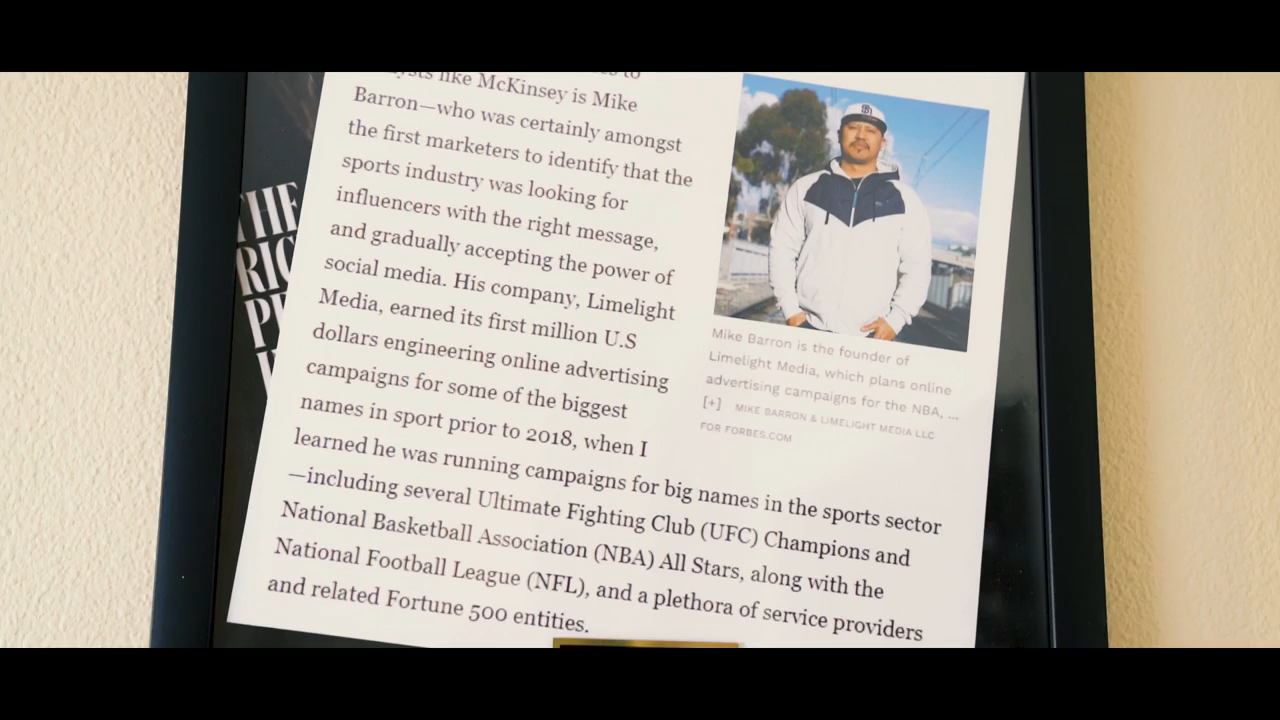 like McKinsey is Mike
Barron—who was certainly amongst
the first marketers to identify that the
sports industry was looking for
influencers with the right message,
and gradually accepting the power of
social media. His company, Limelight
Media, earned its first million U.S
dollars engineering online advertising
campaigns for some of the biggest
names in sport prior to 2018, when I
learned he was running campaigns for big names in the sports sector
—including several Ultimate Fighting Club (UFC) Champions and
National Basketball Association (NBA) All Stars, along with the
National Football League (NFL), and a plethora of service providers
and related Fortune 500 entities.
Mike Barron is the founder of
Limelight Media, which plans online
advertising campaigns for the NBA, ...
[+] MIKE BARRON & LIMELIGHT MEDIA LLC
FOR FORBES.COM
THE